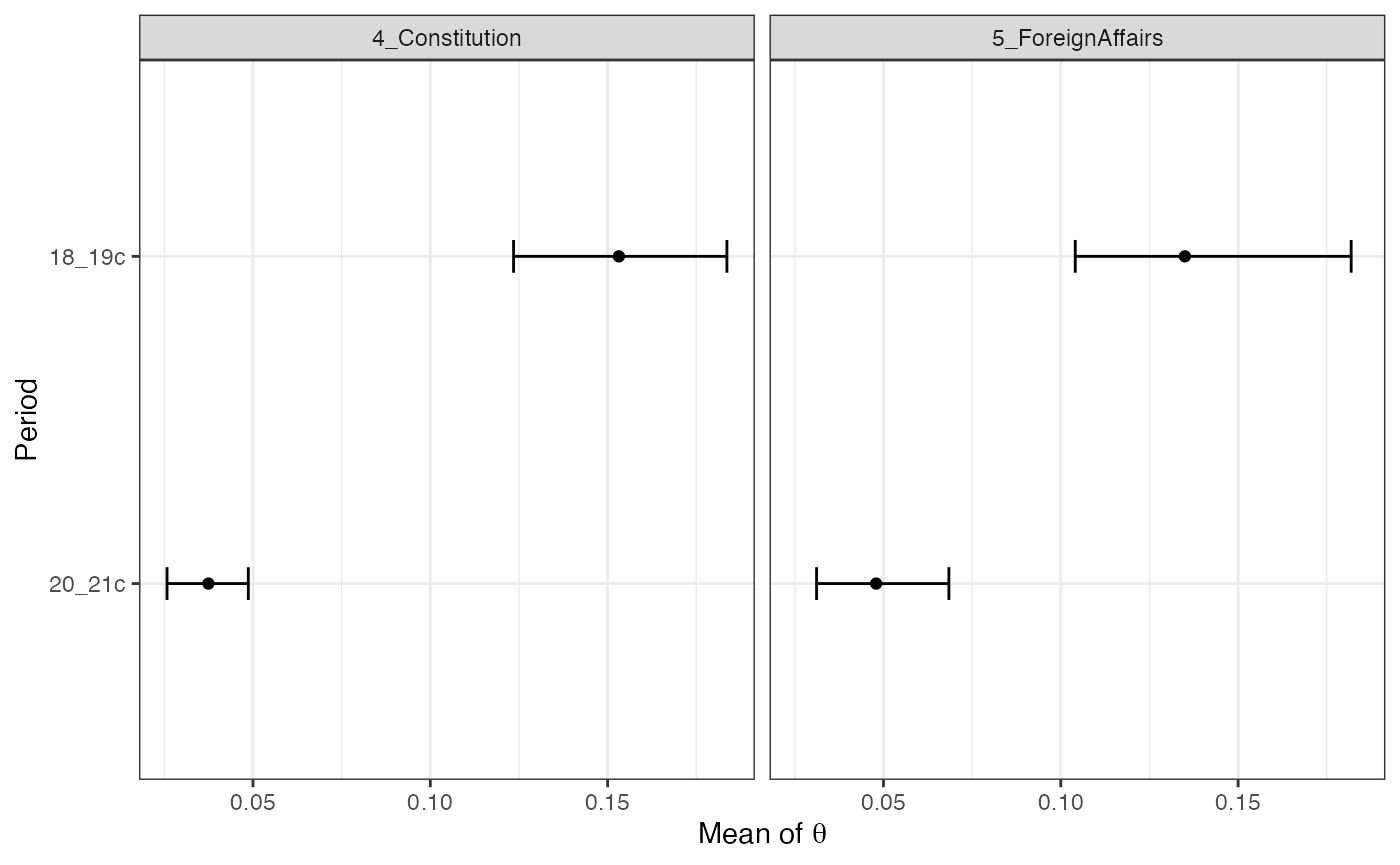 4_Constitution
5_ForeignAffairs
Period
18_19c
20_21c
0.05 0.10 0.15
0.05 0.10 0.15
Mean of θ